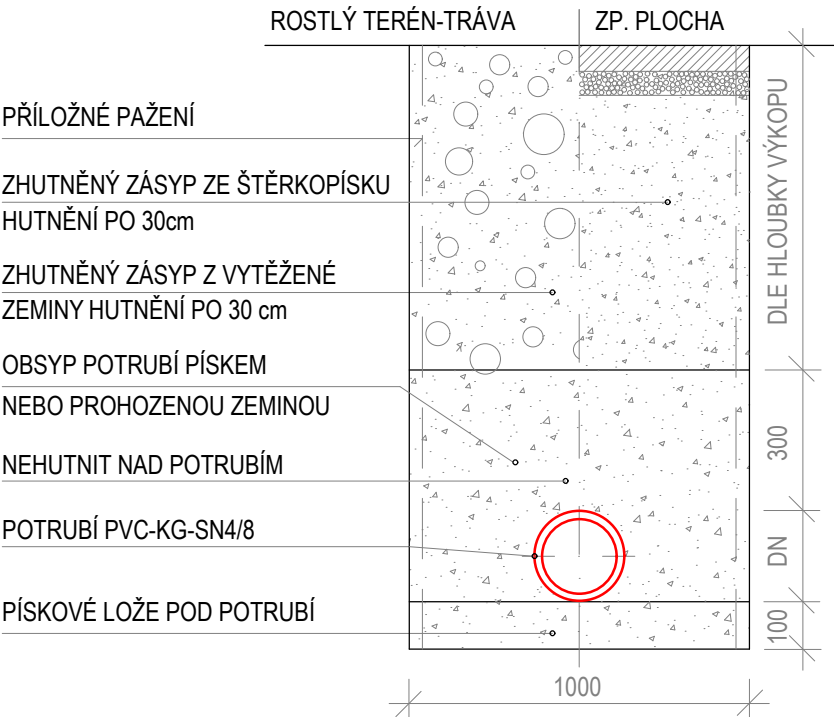 ROSTLÝ TERÉN-TRÁVA
ZP. PLOCHA
PŘÍLOŽNÉ PAŽENÍ
ZHUTNĚNÝ ZÁSYP ZE ŠTĚRKOPÍSKU
HUTNĚNÍ PO 30cm
ZHUTNĚNÝ ZÁSYP Z VYTĚŽENÉ
ZEMINY HUTNĚNÍ PO 30 cm
OBSYP POTRUBÍ PÍSKEM
NEBO PROHOZENOU ZEMINOU
NEHUTNIT NAD POTRUBÍM
POTRUBÍ PVC-KG-SN4/8
PÍSKOVÉ LOŽE POD POTRUBÍ
DLE HLOUBKY VÝKOPU
300
DN
100
1000